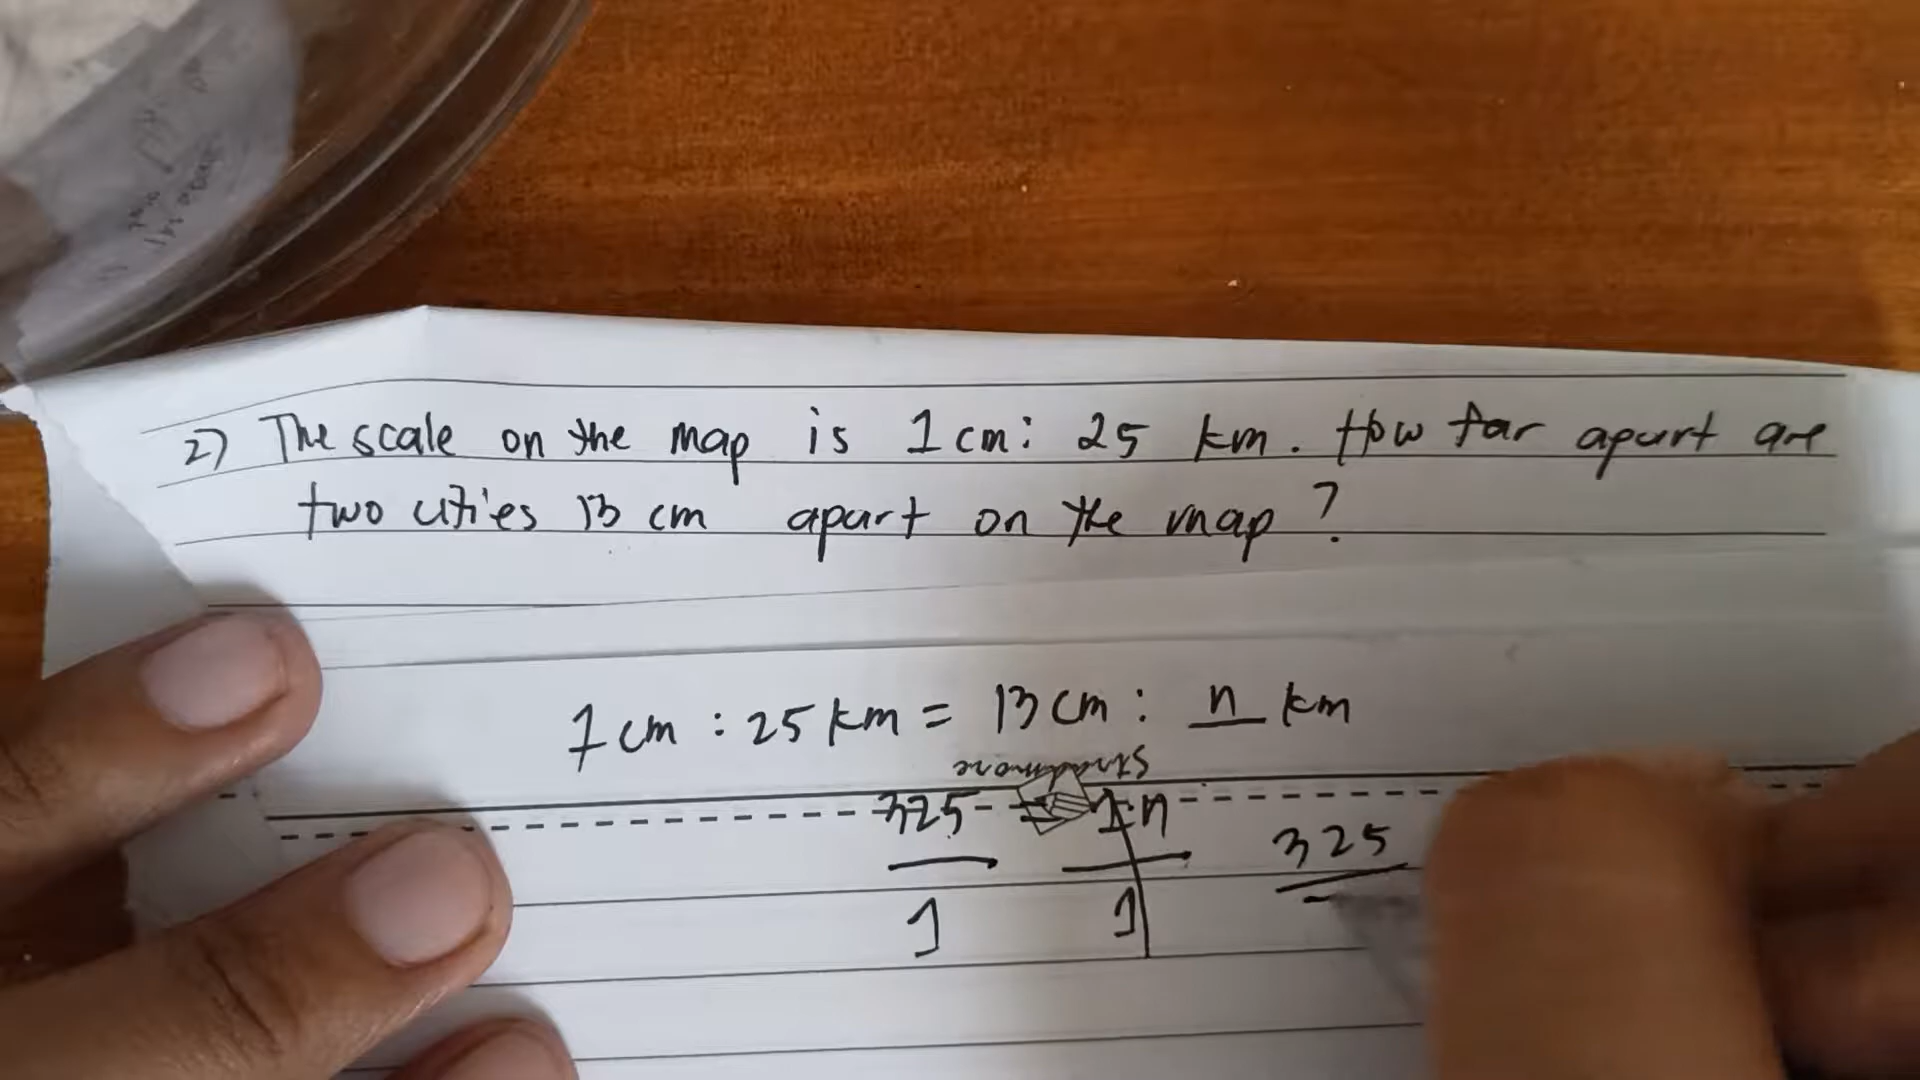 2) The scale on the map is 1 cm : 25 km. How far apart are
two cities 13 cm apart on the map?
1 cm : 25 km = 13 cm : n km
Strathmore
325 = 1n
325
1 1